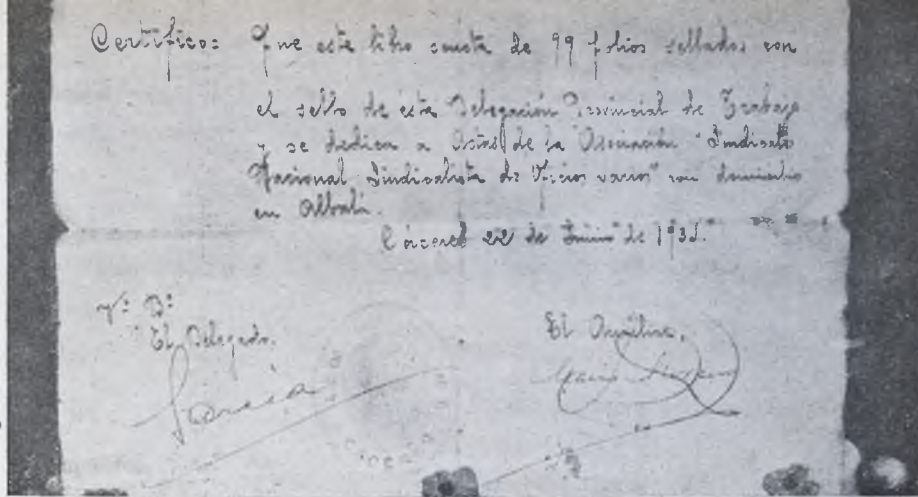 Certifico: Que este libro consta de 99 folios sellados con
el sello de esta Delegación Provincial de Trabajo
y se dedica a Actas de la Asociación "Sindicato
Nacional Sindicalista de Oficios varios" con domicilio
en Albalá.
Cáceres 22 de Junio de
Vº Bº
El Delegado. El Auxiliar,
García